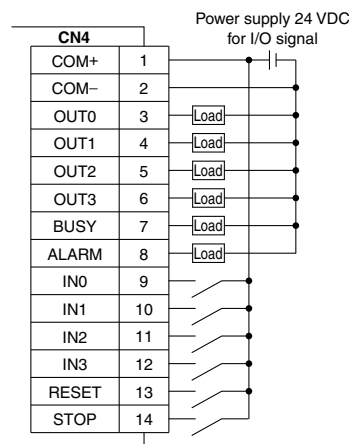 Power supply 24 VDC
for I/O signal
CN4
COM+ 1
COM− 2
OUT0 3 Load
OUT1 4 Load
OUT2 5 Load
OUT3 6 Load
BUSY 7 Load
ALARM 8 Load
IN0 9
IN1 10
IN2 11
IN3 12
RESET 13
STOP 14